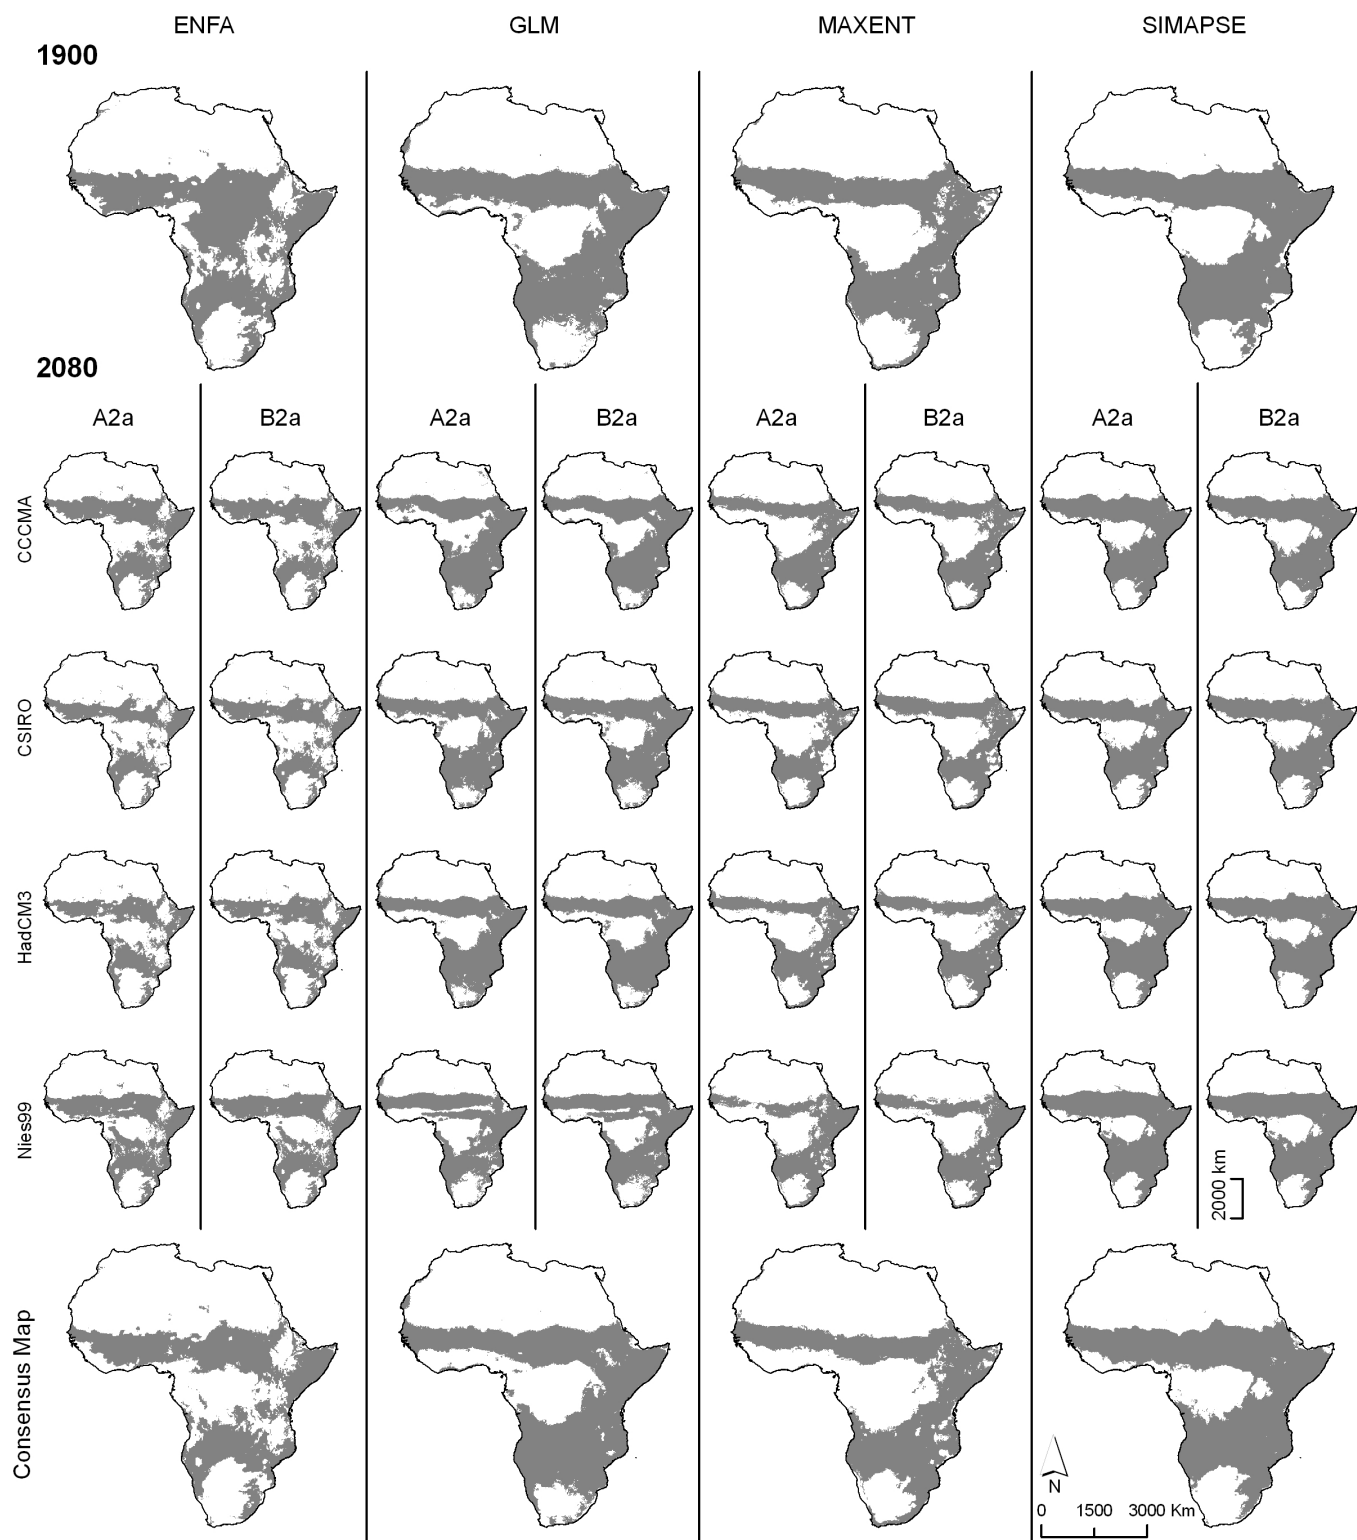 ENFA GLM MAXENT SIMAPSE
1900
2080
A2a B2a A2a B2a A2a B2a A2a B2a
CCCMA
CSIRO
HadCM3
Nies99
2000 km
Consensus Map
N
0 1500 3000 Km